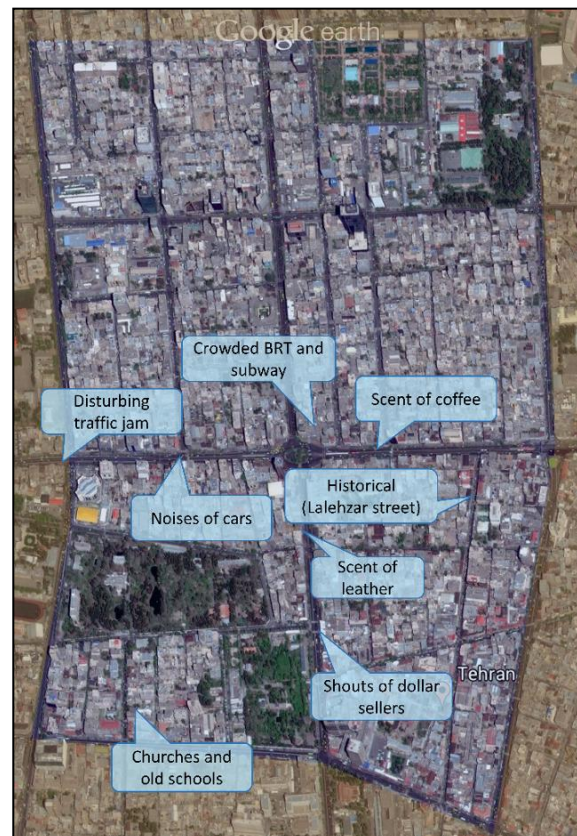 Google earth
Crowded BRT and
subway
Disturbing
traffic jam
Scent of coffee
Noises of cars
Historical
(Lalehzar street)
Scent of
leather
Tehran
Shouts of dollar
sellers
Churches and
old schools